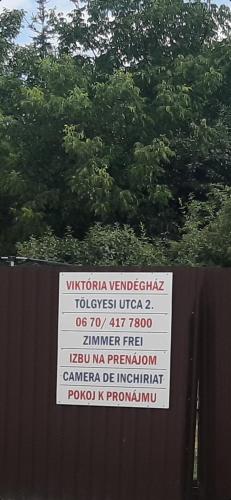 VIKTÓRIA VENDÉGHÁZ
TÖLGYESI UTCA 2.
06 70/ 417 7800
ZIMMER FREI
IZBU NA PRENÁJOM
CAMERA DE INCHIRIAT
POKOJ K PRONÁJMU